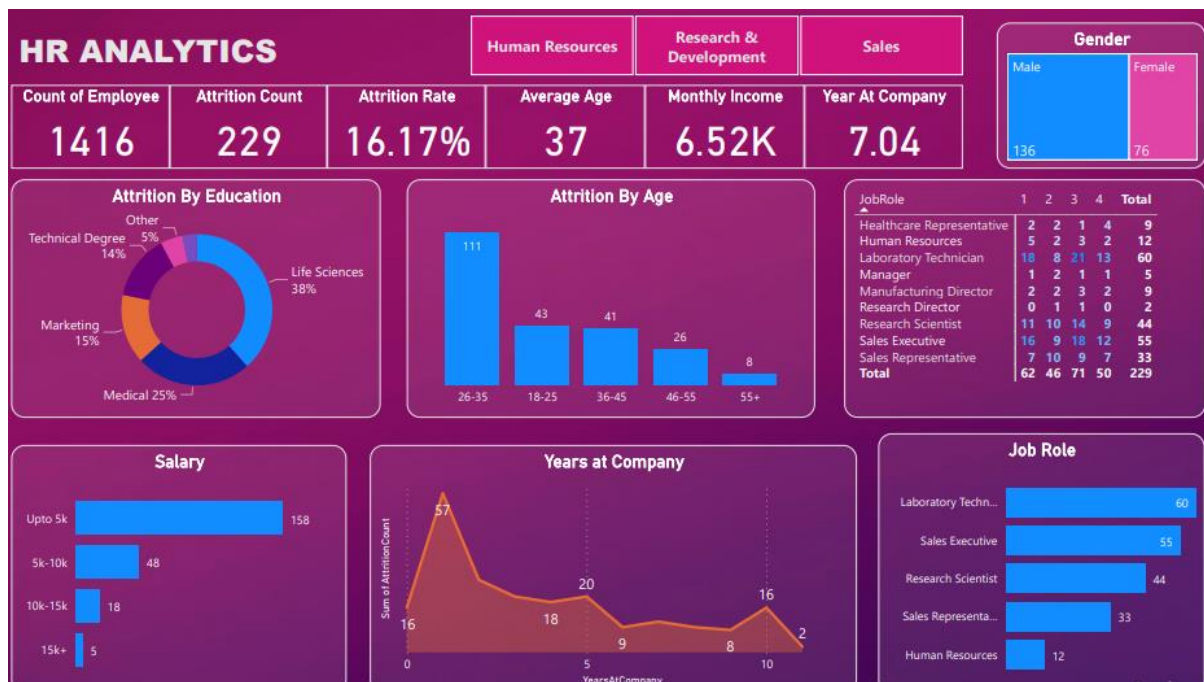 HR ANALYTICS
Human Resources
Research &
Development
Sales
Count of Employee
1416
Attrition Count
229
Attrition Rate
16.17%
Average Age
37
Monthly Income
6.52K
Year At Company
7.04
Gender
Male
136
Female
76
Attrition By Education
Other
5%
Technical Degree
14%
Marketing
15%
Medical 25%
Life Sciences
38%
Attrition By Age
111
43
41
26
8
26-35
18-25
36-45
46-55
55+
JobRole 1 2 3 4 Total
Healthcare Representative 2 2 1 4 9
Human Resources 5 2 3 2 12
Laboratory Technician 18 8 21 13 60
Manager 1 2 1 1 5
Manufacturing Director 2 2 3 2 9
Research Director 0 1 1 0 2
Research Scientist 11 10 14 9 44
Sales Executive 16 9 18 12 55
Sales Representative 7 10 9 7 33
Total 62 46 71 50 229
Salary
Upto 5k 158
5k-10k 48
10k-15k 18
15k+ 5
Years at Company
Sum of AttritionCount
16
57
18
20
9
8
16
2
0
5
10
YearsAtCompany
Job Role
Laboratory Techn... 60
Sales Executive 55
Research Scientist 44
Sales Representa... 33
Human Resources 12